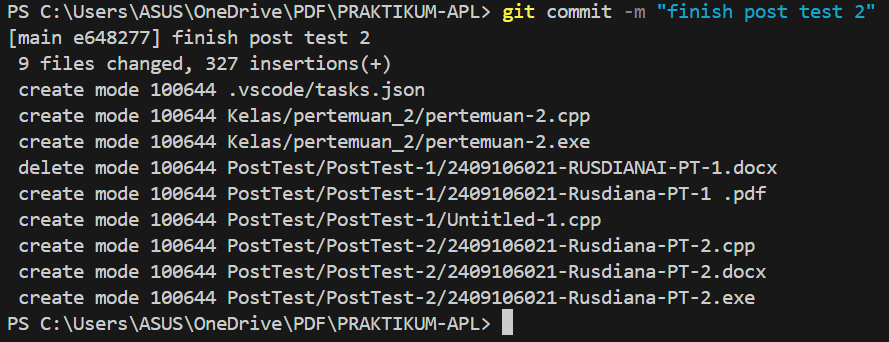 PS C:\Users\ASUS\OneDrive\PDF\PRAKTIKUM-APL> git commit -m "finish post test 2"
[main e648277] finish post test 2
 9 files changed, 327 insertions(+)
 create mode 100644 .vscode/tasks.json
 create mode 100644 Kelas/pertemuan_2/pertemuan-2.cpp
 create mode 100644 Kelas/pertemuan_2/pertemuan-2.exe
 delete mode 100644 PostTest/PostTest-1/2409106021-RUSDIANAI-PT-1.docx
 create mode 100644 PostTest/PostTest-1/2409106021-Rusdiana-PT-1 .pdf
 create mode 100644 PostTest/PostTest-1/Untitled-1.cpp
 create mode 100644 PostTest/PostTest-2/2409106021-Rusdiana-PT-2.cpp
 create mode 100644 PostTest/PostTest-2/2409106021-Rusdiana-PT-2.docx
 create mode 100644 PostTest/PostTest-2/2409106021-Rusdiana-PT-2.exe
PS C:\Users\ASUS\OneDrive\PDF\PRAKTIKUM-APL>